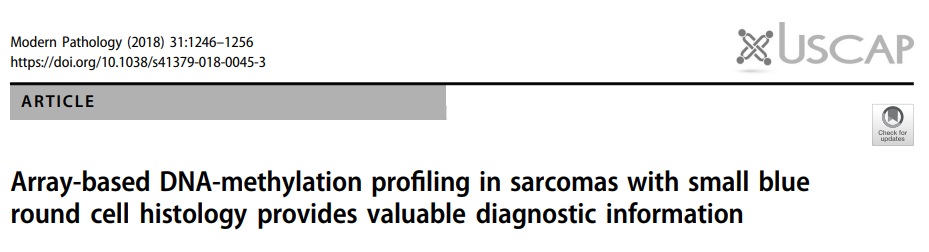 Modern Pathology (2018) 31:1246–1256
https://doi.org/10.1038/s41379-018-0045-3
USCAP
ARTICLE
Check for
updates
Array-based DNA-methylation profiling in sarcomas with small blue
round cell histology provides valuable diagnostic information